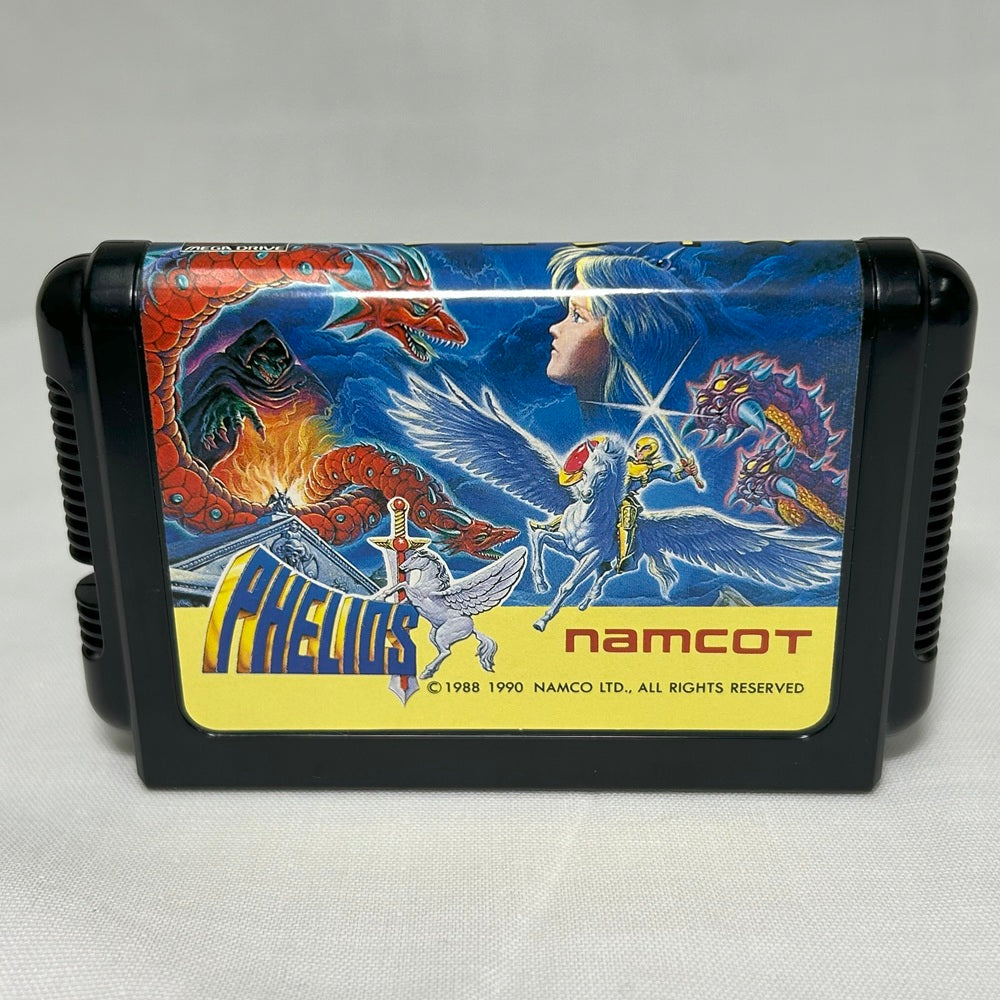 MEGA DRIVE
PHELIOS
namcot
©1988 1990 NAMCO LTD., ALL RIGHTS RESERVED